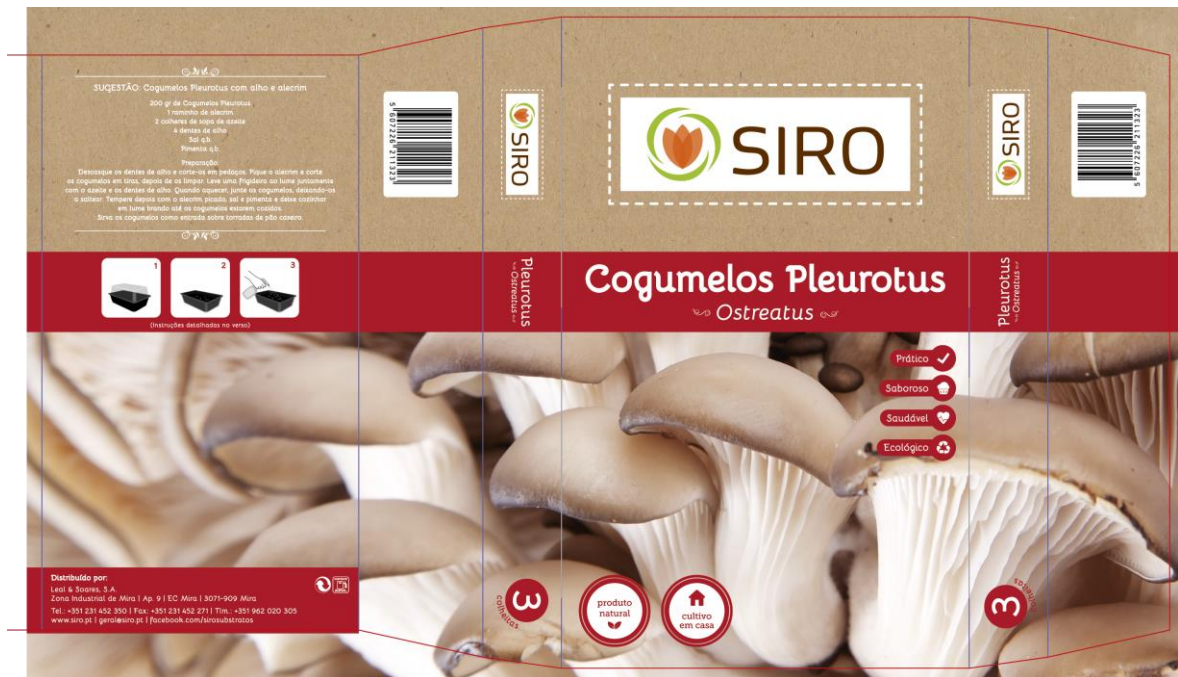 SUGESTÃO: Cogumelos Pleurotus com alho e alecrim
200 gr de Cogumelos Pleurotus
1 raminho de alecrim
2 colheres de sopa de azeite
4 dentes de alho
Sal q.b.
Pimenta q.b.
Preparação:
Descasque os dentes de alho e corte-os em pedaços. Pique o alecrim e corte
os cogumelos em tiras, depois de os limpar. Leve uma frigideira ao lume juntamente
com o azeite e os dentes de alho. Quando aquecer, junte os cogumelos, deixando-os
a saltear. Tempere depois com o alecrim picado, sal e pimenta e deixe cozinhar
em lume brando até os cogumelos estarem cozidos.
Sirva os cogumelos como entrada sobre torradas de pão caseiro.
1
2
3
(Instruções detalhadas no verso)
Distribuído por:
Leal & Soares, S.A.
Zona Industrial de Mira | Ap. 9 | EC Mira | 3071-909 Mira
Tel.: +351 231 452 350 | Fax: +351 231 452 271 | Tlm.: +351 962 020 305
www.siro.pt | geral@siro.pt | facebook.com/sirosubstratos
5 607226 211323
SIRO
Pleurotus
Ostreatus
3
colheitas
SIRO
Cogumelos Pleurotus
Ostreatus
Prático
Saboroso
Saudável
Ecológico
produto
natural
cultivo
em casa
SIRO
Pleurotus
Ostreatus
3
colheitas
5 607226 211323